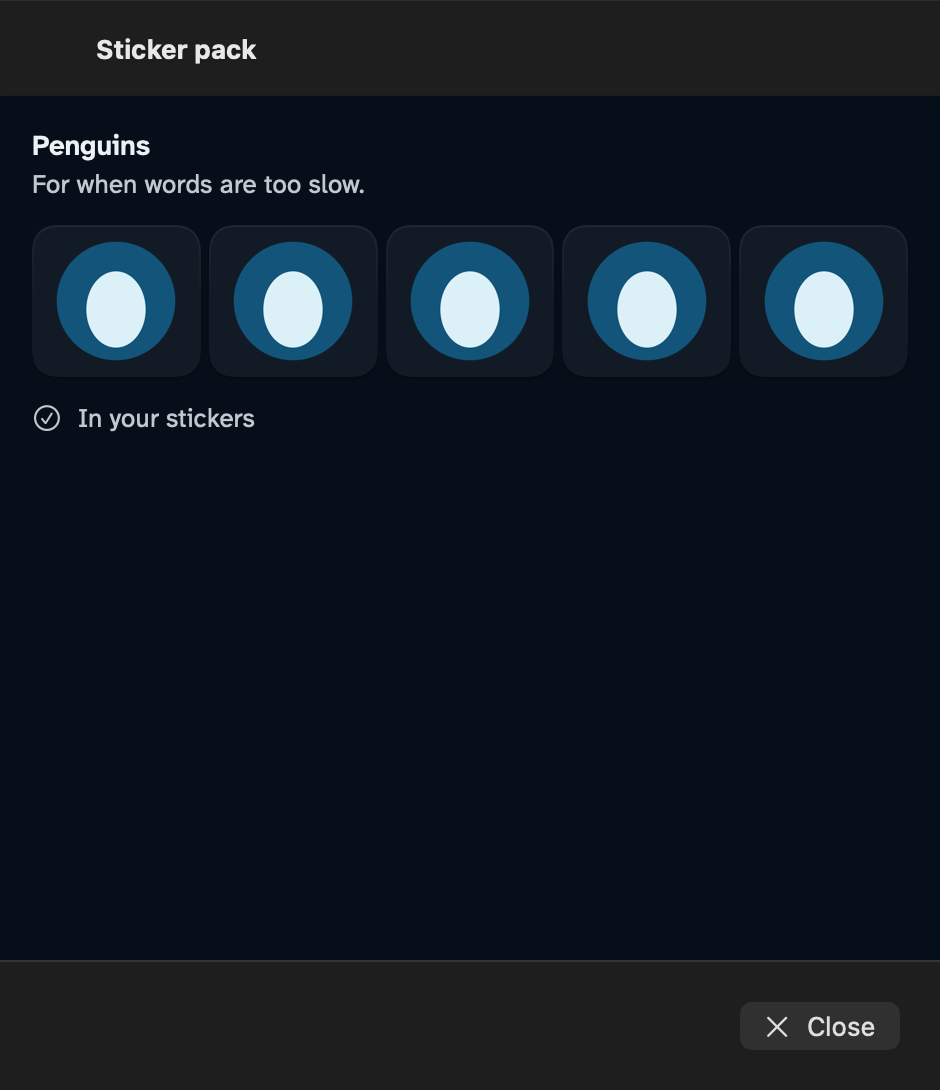 Sticker pack
Penguins
For when words are too slow.
In your stickers
Close